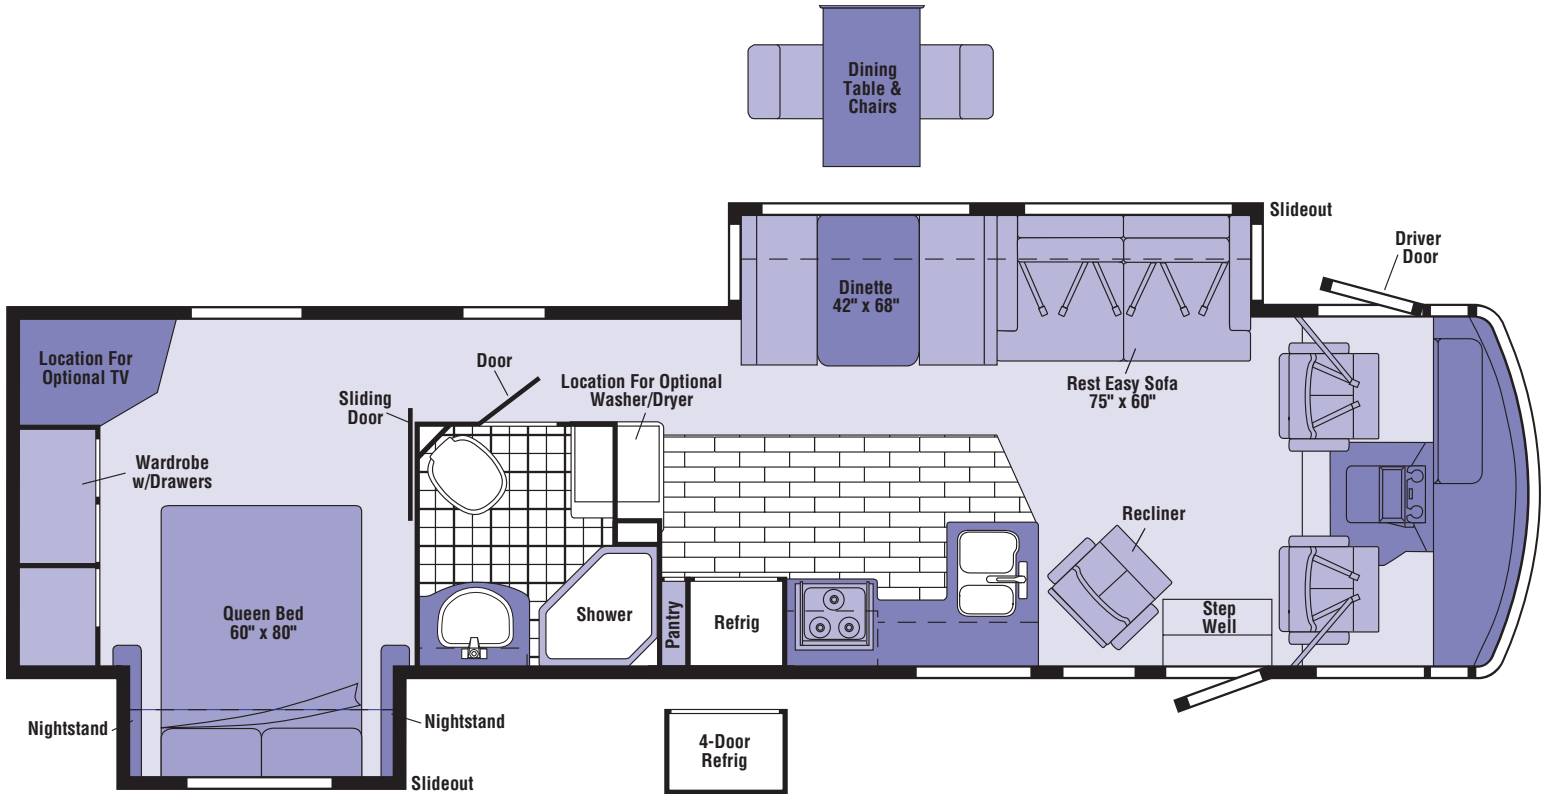 Dining
Table &
Chairs
Slideout
Driver
Door
Dinette
42" x 68"
Location For
Optional TV
Door
Location For Optional
Washer/Dryer
Rest Easy Sofa
75" x 60"
Sliding
Door
Wardrobe
w/Drawers
Recliner
Queen Bed
60" x 80"
Shower
Pantry
Refrig
Step
Well
Nightstand
Nightstand
4-Door
Refrig
Slideout